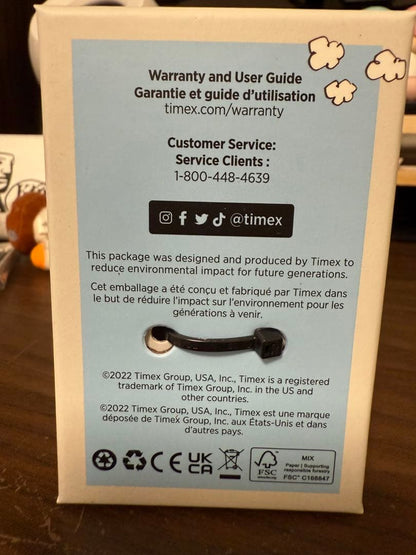 Warranty and User Guide
Garantie et guide d'utilisation
timex.com/warranty
Customer Service:
Service Clients :
1-800-448-4639
@timex
This package was designed and produced by Timex to
reduce environmental impact for future generations.
Cet emballage a été conçu et fabriqué par Timex dans
le but de réduire l'impact sur l'environnement pour les
générations à venir.
©2022 Timex Group, USA, Inc., Timex is a registered
trademark of Timex Group, Inc. in the US and
other countries.
©2022 Timex Group, USA, Inc., Timex est une marque
déposée de Timex Group, Inc. aux États-Unis et dans
d'autres pays.
CE
UK
CA
FSC
MIX
Paper | Supporting
responsible forestry
FSC® C166847